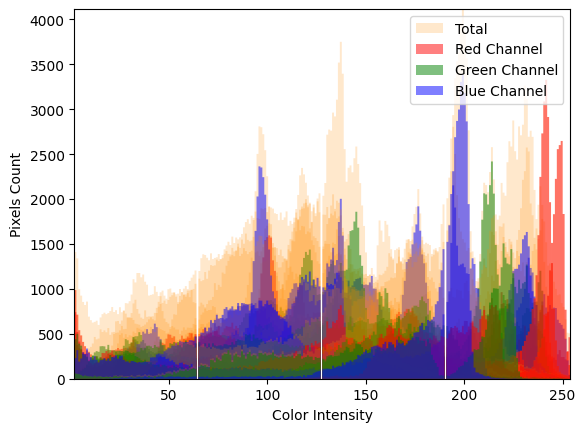 4000
3500
3000
2500
2000
1500
1000
500
0
Pixels Count
50
100
150
200
250
Color Intensity
Total
Red Channel
Green Channel
Blue Channel